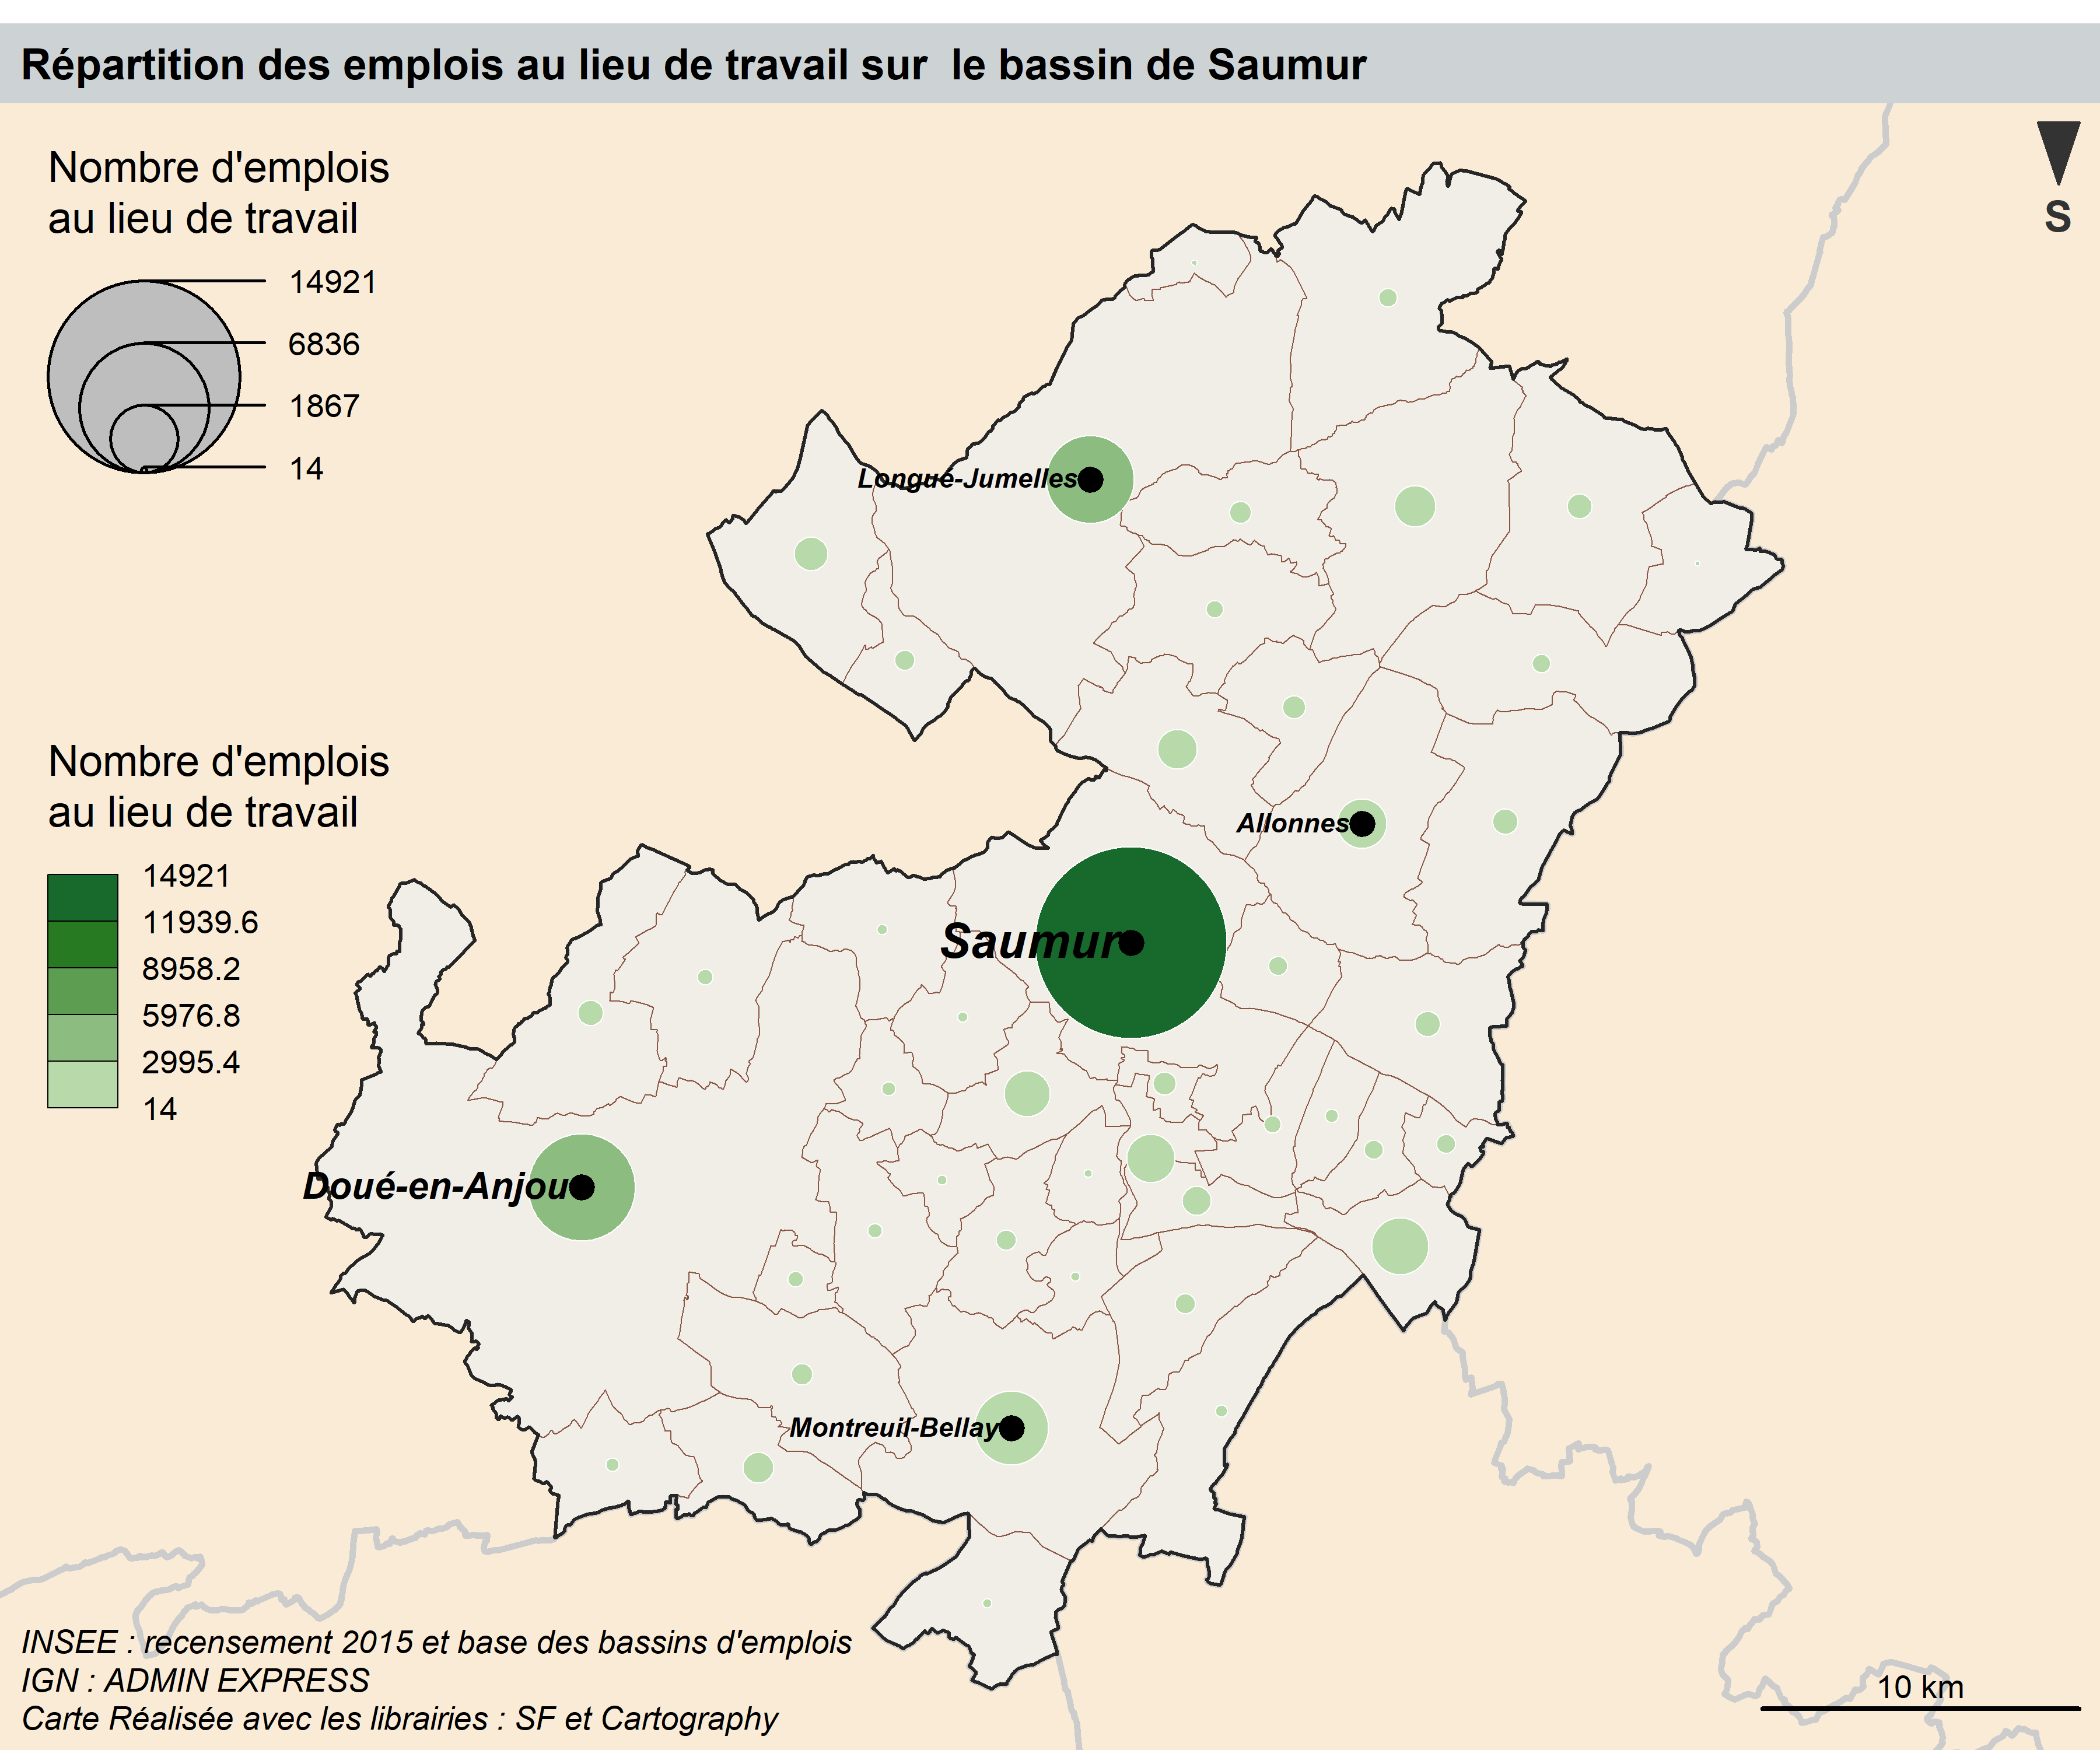 Répartition des emplois au lieu de travail sur  le bassin de Saumur
S
Nombre d'emplois
au lieu de travail
14921
6836
1867
14
Longué-Jumelles
Nombre d'emplois
au lieu de travail
14921
11939.6
8958.2
5976.8
2995.4
14
Allonnes
Saumur
Doué-en-Anjou
Montreuil-Bellay
INSEE : recensement 2015 et base des bassins d'emplois
IGN : ADMIN EXPRESS
Carte Réalisée avec les librairies : SF et Cartography
10 km